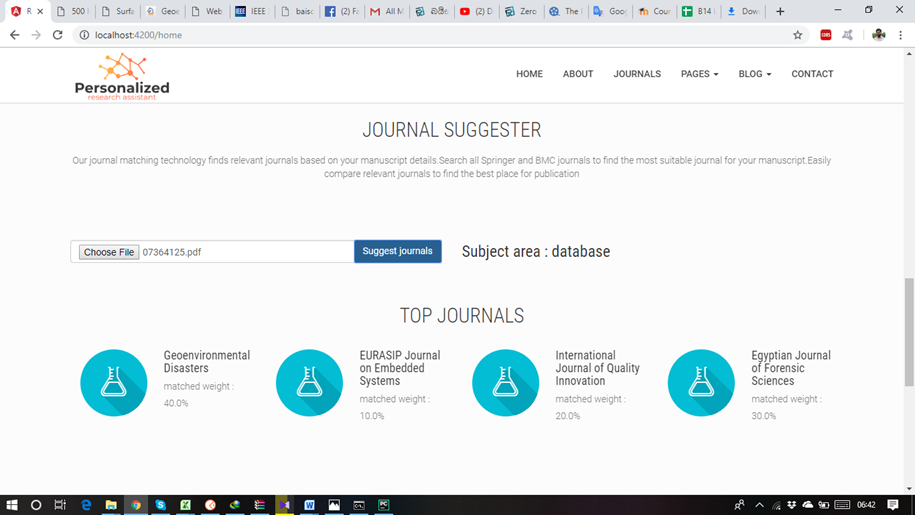 R
500
Surfa
Geoe
Web
IEEE
IEEE
baisc
(2) Fa
All M
(2) D
Zero
The I
Goog
Cour
B14
Dow
localhost:4200/home
CORS
Personalized
research assistant
HOME ABOUT JOURNALS PAGES BLOG CONTACT
JOURNAL SUGGESTER
Our journal matching technology finds relevant journals based on your manuscript details.Search all Springer and BMC journals to find the most suitable journal for your manuscript.Easily
compare relevant journals to find the best place for publication
Choose File 07364125.pdf
Suggest journals
Subject area : database
TOP JOURNALS
Geoenvironmental
Disasters
matched weight :
40.0%
EURASIP Journal
on Embedded
Systems
matched weight :
10.0%
International
Journal of Quality
Innovation
matched weight :
20.0%
Egyptian Journal
of Forensic
Sciences
matched weight :
30.0%
06:42